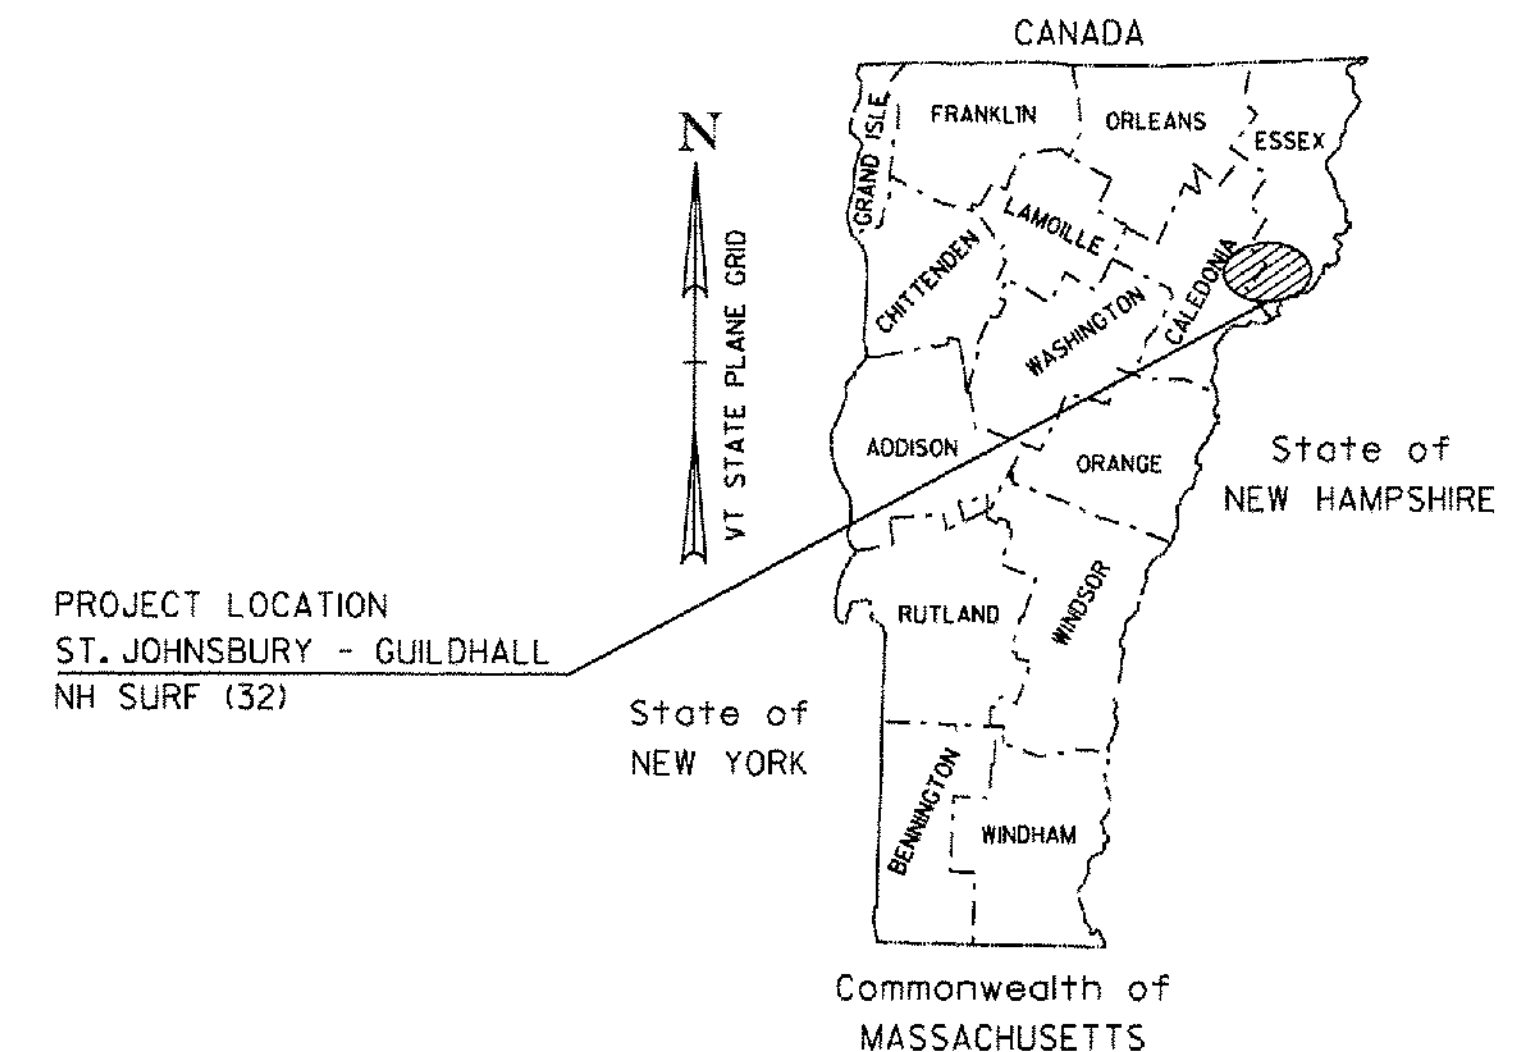 CANADA
N
VT STATE PLANE GRID
GRAND ISLE
FRANKLIN
ORLEANS
ESSEX
LAMOILLE
CHITTENDEN
CALEDONIA
WASHINGTON
ADDISON
ORANGE
State of
NEW HAMPSHIRE
PROJECT LOCATION
ST. JOHNSBURY - GUILDHALL
NH SURF (32)
RUTLAND
WINDSOR
State of
NEW YORK
BENNINGTON
WINDHAM
Commonwealth of
MASSACHUSETTS